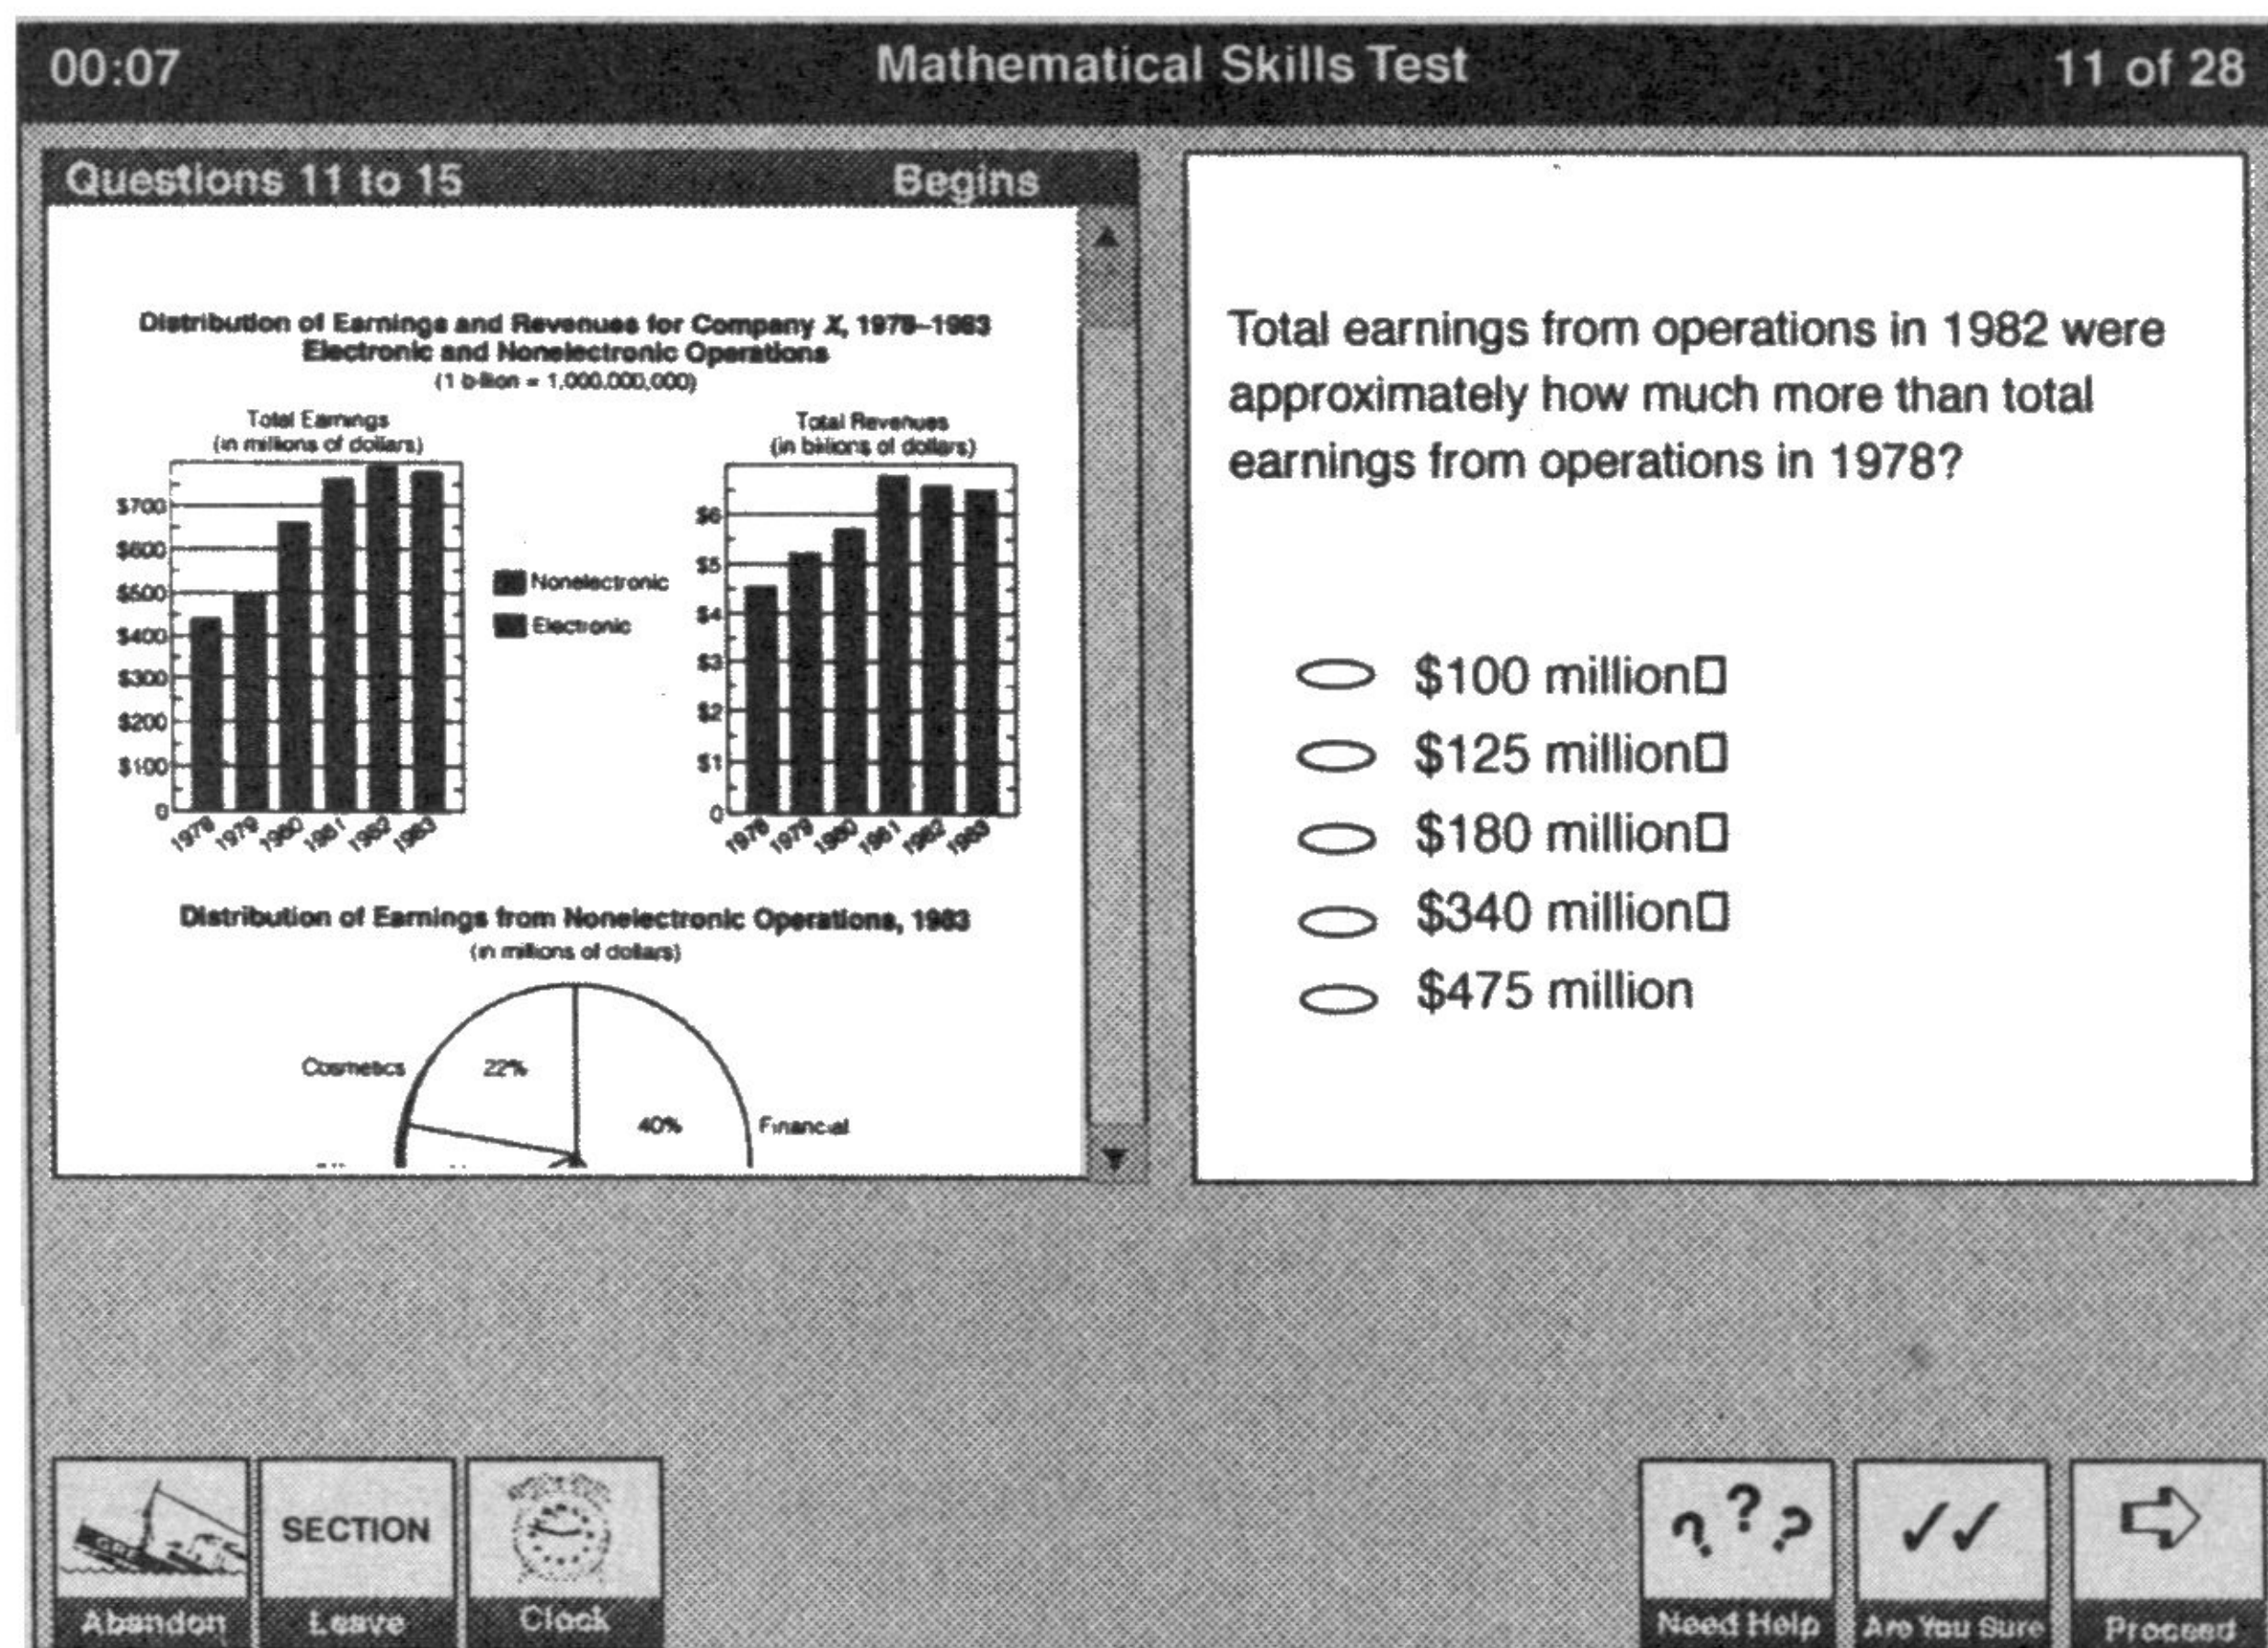 00:07
Mathematical Skills Test
11 of 28
Questions 11 to 15
Begins
Distribution of Earnings and Revenues for Company X, 1978–1983
Electronic and Nonelectronic Operations
(1 billion = 1,000,000,000)
Total Earnings
(in millions of dollars)
$700
$600
$500
$400
$300
$200
$100
0
1978 1979 1980 1981 1982 1983
Nonelectronic
Electronic
Total Revenues
(in billions of dollars)
$6
$5
$4
$3
$2
$1
0
1978 1979 1980 1981 1982 1983
Distribution of Earnings from Nonelectronic Operations, 1983
(in millions of dollars)
Cosmetics
22%
40%
Financial
Total earnings from operations in 1982 were
approximately how much more than total
earnings from operations in 1978?
$100 million
$125 million
$180 million
$340 million
$475 million
Abandon
SECTION
Leave
Clock
? ? ?
Need Help
Are You Sure
Proceed